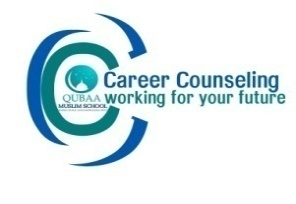 Career Counseling
QUBAA
MUSLIM SCHOOL
working for your future